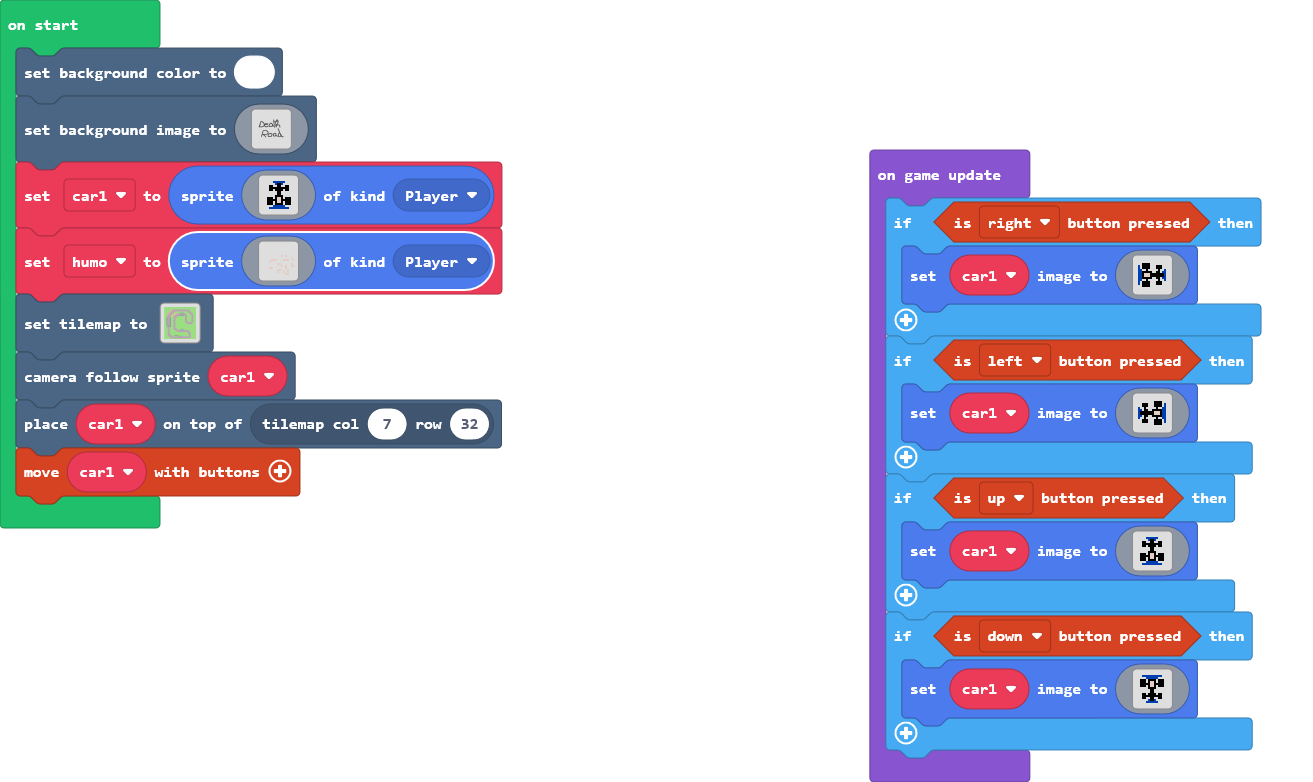 on start
set background color to
set background image to Death Road
set car1 to sprite of kind Player
set humo to sprite of kind Player
set tilemap to
camera follow sprite car1
place car1 on top of tilemap col 7 row 32
move car1 with buttons
on game update
if is right button pressed then
set car1 image to
if is left button pressed then
set car1 image to
if is up button pressed then
set car1 image to
if is down button pressed then
set car1 image to